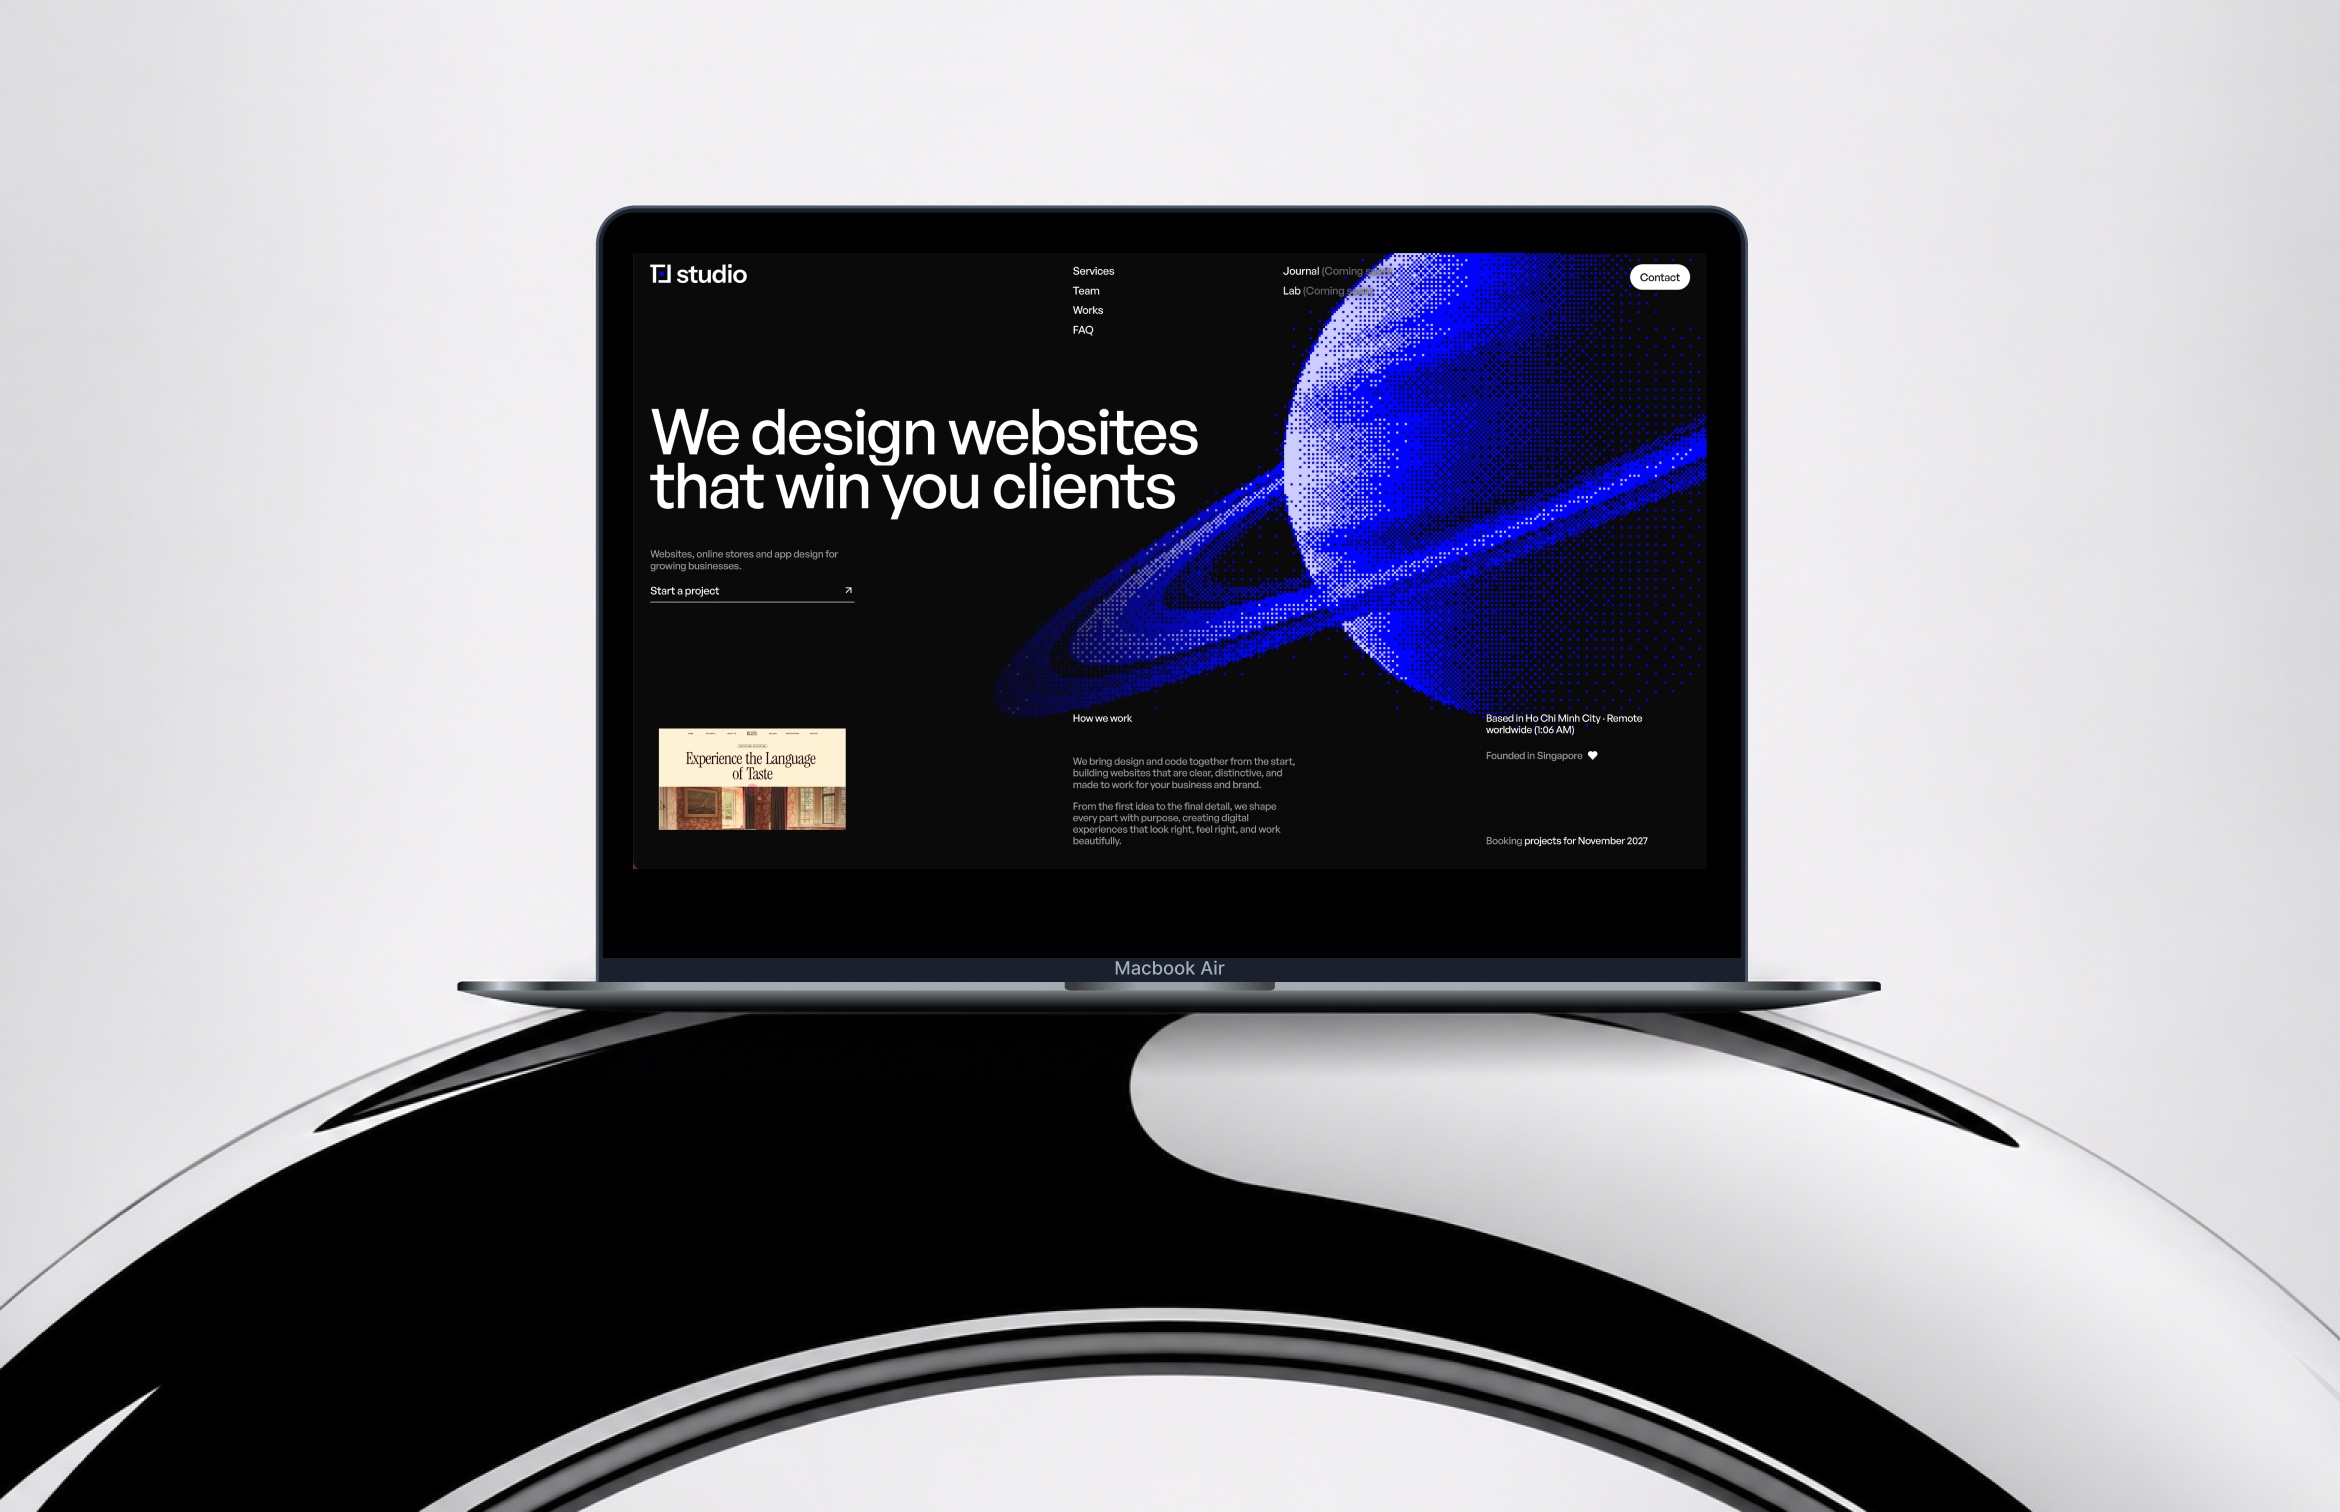 TJ studio
Services
Team
Works
FAQ
Journal (Coming
Lab (Coming
Contact
We design websites
that win you clients
Websites, online stores and app design for
growing businesses.
Start a project
Experience the Language
of Taste
How we work
We bring design and code together from the start,
building websites that are clear, distinctive, and
made to work for your business and brand.
From the first idea to the final detail, we shape
every part with purpose, creating digital
experiences that look right, feel right, and work
beautifully.
Based in Ho Chi Minh City · Remote
worldwide (1:06 AM)
Founded in Singapore
Booking projects for November 2027
Macbook Air